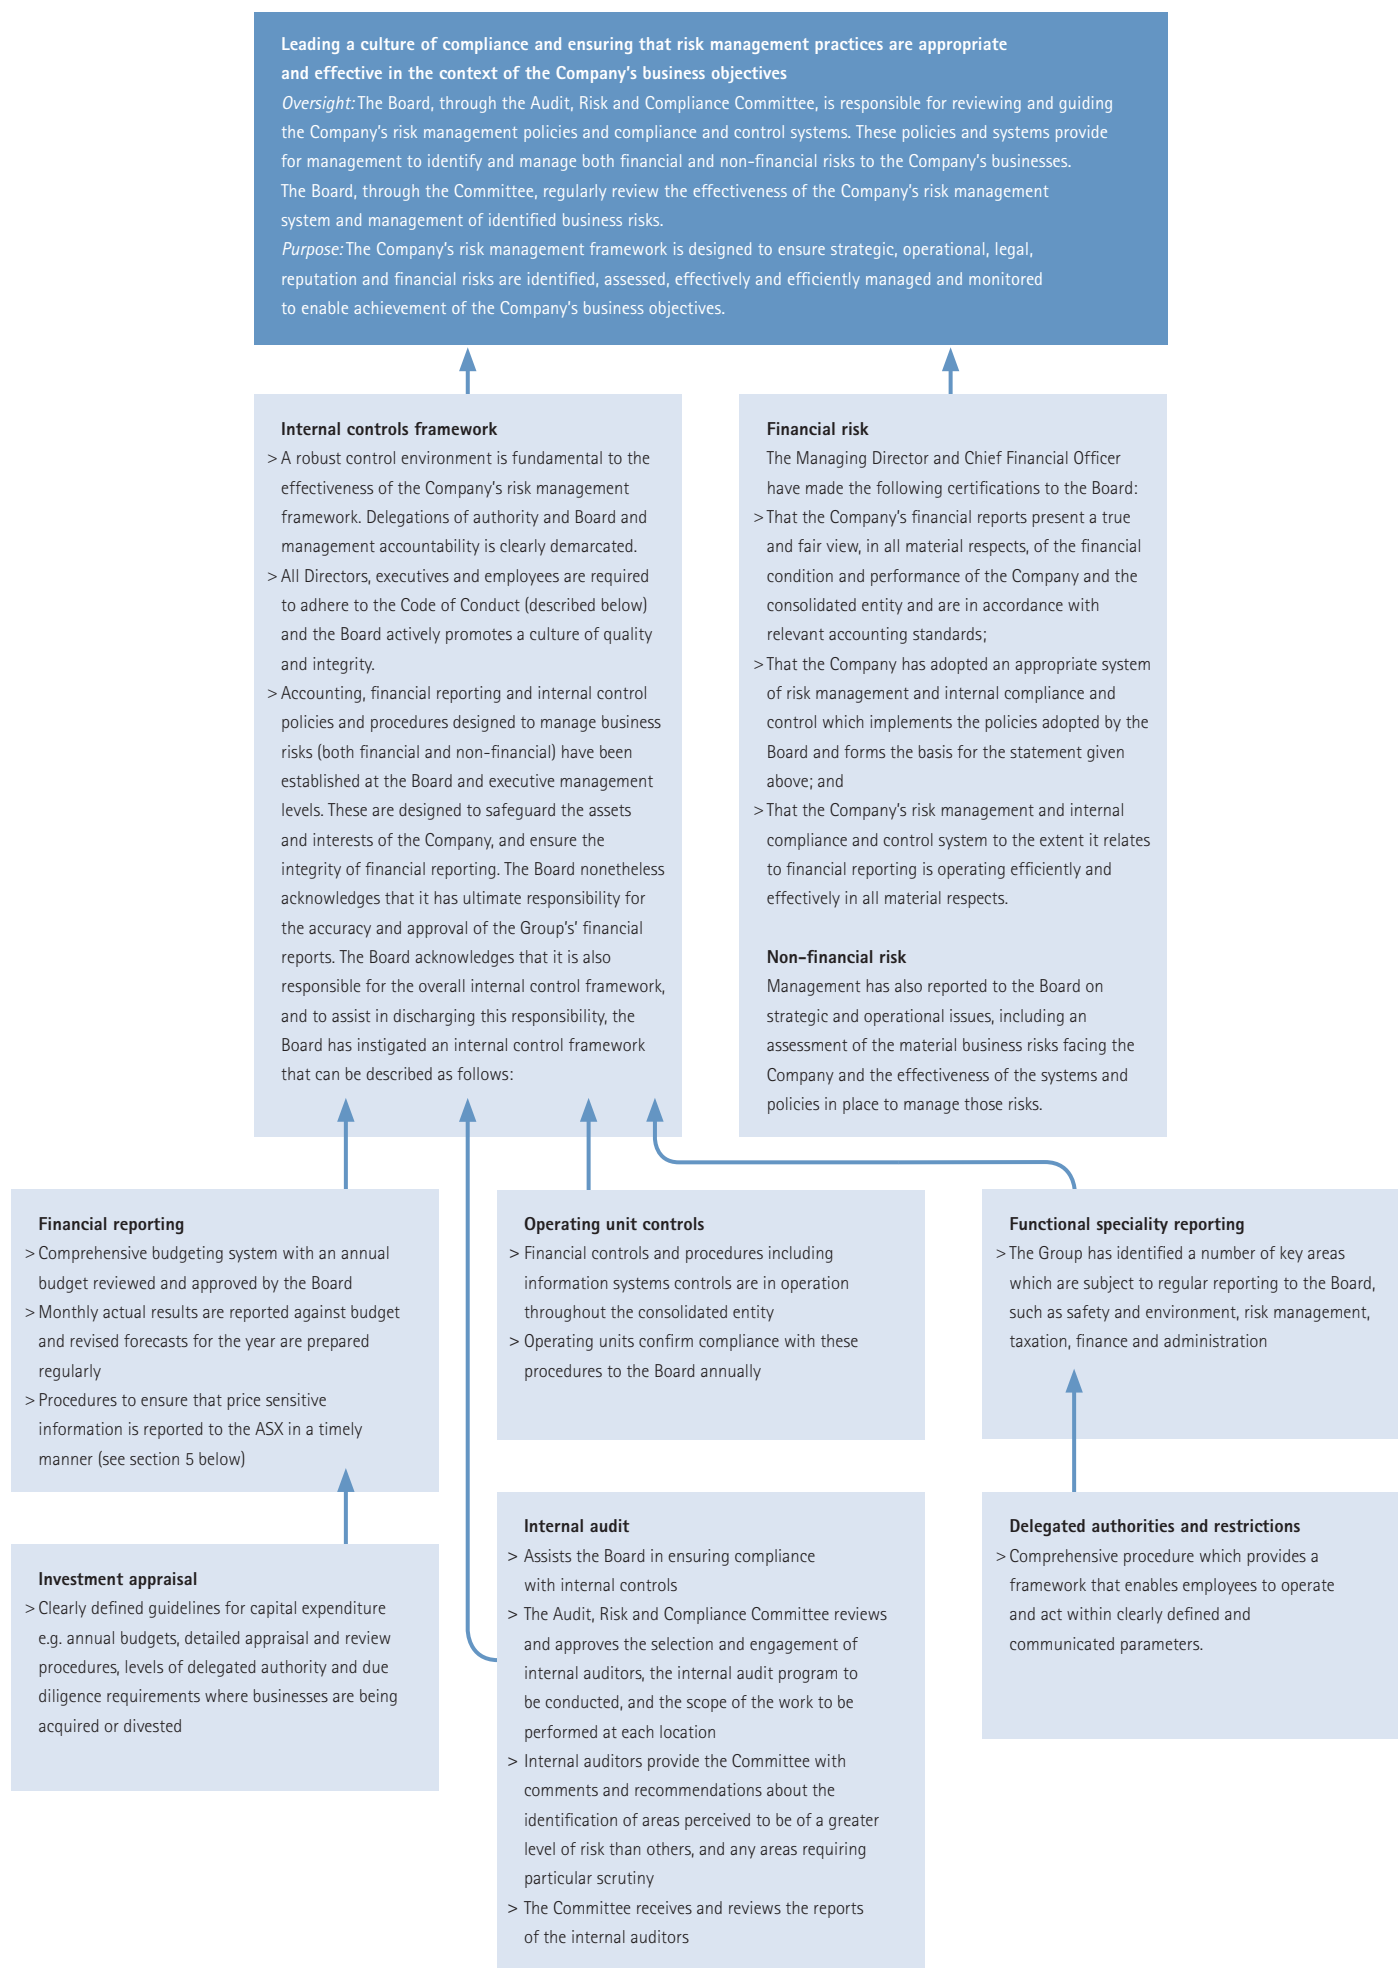 Leading a culture of compliance and ensuring that risk management practices are appropriate
and effective in the context of the Company's business objectives
Oversight: The Board, through the Audit, Risk and Compliance Committee, is responsible for reviewing and guiding
the Company's risk management policies and compliance and control systems. These policies and systems provide
for management to identify and manage both financial and non-financial risks to the Company's businesses.
The Board, through the Committee, regularly review the effectiveness of the Company's risk management
system and management of identified business risks.
Purpose: The Company's risk management framework is designed to ensure strategic, operational, legal,
reputation and financial risks are identified, assessed, effectively and efficiently managed and monitored
to enable achievement of the Company's business objectives.
Internal controls framework
> A robust control environment is fundamental to the
effectiveness of the Company's risk management
framework. Delegations of authority and Board and
management accountability is clearly demarcated.
> All Directors, executives and employees are required
to adhere to the Code of Conduct (described below)
and the Board actively promotes a culture of quality
and integrity.
> Accounting, financial reporting and internal control
policies and procedures designed to manage business
risks (both financial and non-financial) have been
established at the Board and executive management
levels. These are designed to safeguard the assets
and interests of the Company, and ensure the
integrity of financial reporting. The Board nonetheless
acknowledges that it has ultimate responsibility for
the accuracy and approval of the Group's' financial
reports. The Board acknowledges that it is also
responsible for the overall internal control framework,
and to assist in discharging this responsibility, the
Board has instigated an internal control framework
that can be described as follows:
Financial risk
The Managing Director and Chief Financial Officer
have made the following certifications to the Board:
> That the Company's financial reports present a true
and fair view, in all material respects, of the financial
condition and performance of the Company and the
consolidated entity and are in accordance with
relevant accounting standards;
> That the Company has adopted an appropriate system
of risk management and internal compliance and
control which implements the policies adopted by the
Board and forms the basis for the statement given
above; and
> That the Company's risk management and internal
compliance and control system to the extent it relates
to financial reporting is operating efficiently and
effectively in all material respects.
Non-financial risk
Management has also reported to the Board on
strategic and operational issues, including an
assessment of the material business risks facing the
Company and the effectiveness of the systems and
policies in place to manage those risks.
Financial reporting
> Comprehensive budgeting system with an annual
budget reviewed and approved by the Board
> Monthly actual results are reported against budget
and revised forecasts for the year are prepared
regularly
> Procedures to ensure that price sensitive
information is reported to the ASX in a timely
manner (see section 5 below)
Operating unit controls
> Financial controls and procedures including
information systems controls are in operation
throughout the consolidated entity
> Operating units confirm compliance with these
procedures to the Board annually
Functional speciality reporting
> The Group has identified a number of key areas
which are subject to regular reporting to the Board,
such as safety and environment, risk management,
taxation, finance and administration
Investment appraisal
> Clearly defined guidelines for capital expenditure
e.g. annual budgets, detailed appraisal and review
procedures, levels of delegated authority and due
diligence requirements where businesses are being
acquired or divested
Internal audit
> Assists the Board in ensuring compliance
with internal controls
> The Audit, Risk and Compliance Committee reviews
and approves the selection and engagement of
internal auditors, the internal audit program to
be conducted, and the scope of the work to be
performed at each location
> Internal auditors provide the Committee with
comments and recommendations about the
identification of areas perceived to be of a greater
level of risk than others, and any areas requiring
particular scrutiny
> The Committee receives and reviews the reports
of the internal auditors
Delegated authorities and restrictions
> Comprehensive procedure which provides a
framework that enables employees to operate
and act within clearly defined and
communicated parameters.